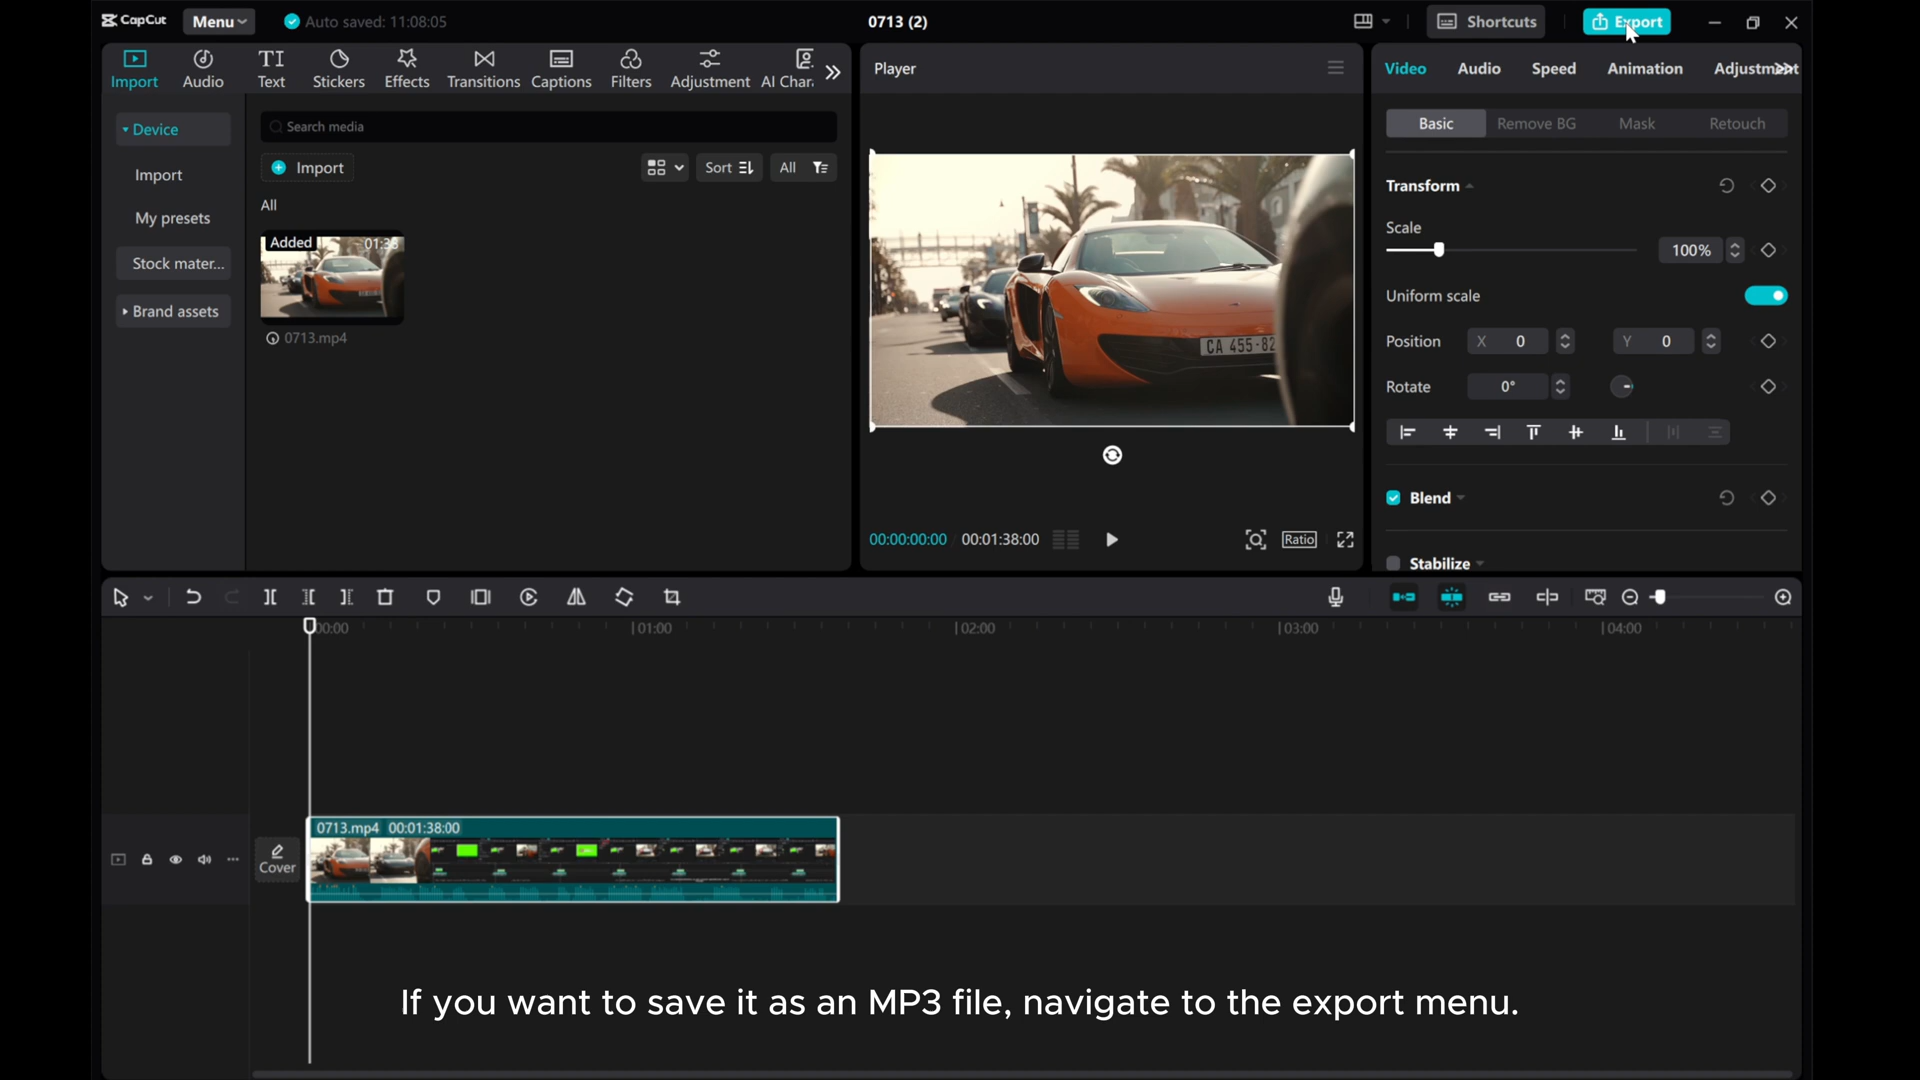 CapCut
Menu
Auto saved: 11:08:05
0713 (2)
Shortcuts
Export
Import
Audio
Text
Stickers
Effects
Transitions
Captions
Filters
Adjustment
AI Char
Device
Import
My presets
Stock mater...
Brand assets
Search media
Import
Sort
All
All
Added
01:38
0713.mp4
Player
CA 455-82
00:00:00:00
00:01:38:00
Ratio
Video
Audio
Speed
Animation
Adjustment
Basic
Remove BG
Mask
Retouch
Transform
Scale
100%
Uniform scale
Position
X 0
Y 0
Rotate
0°
Blend
Stabilize
00:00
01:00
02:00
03:00
04:00
Cover
0713.mp4 00:01:38:00
If you want to save it as an MP3 file, navigate to the export menu.